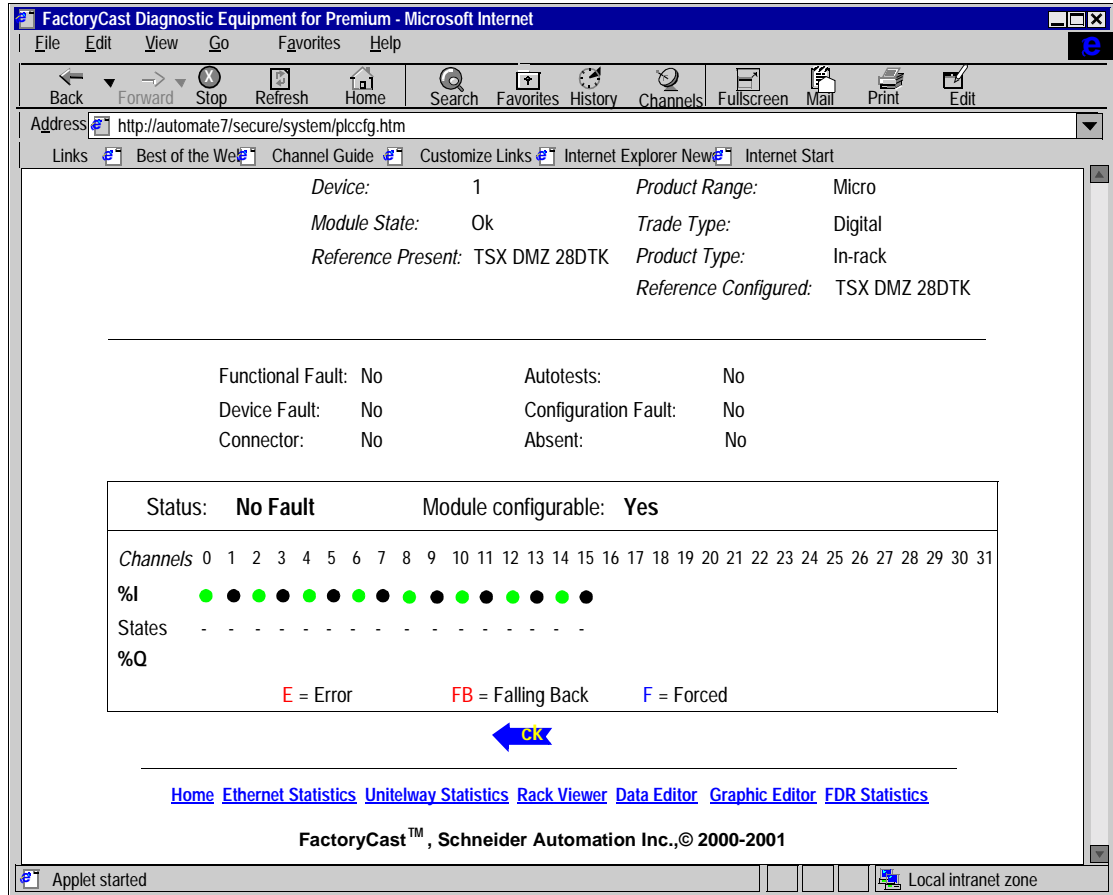 FactoryCast Diagnostic Equipment for Premium - Microsoft Internet
File Edit View Go Favorites Help
Back Forward Stop Refresh Home Search Favorites History Channels Fullscreen Mail Print Edit
Address http://automate7/secure/system/plccfg.htm
Links Best of the Web Channel Guide Customize Links Internet Explorer New Internet Start
Device: 1 Product Range: Micro
Module State: Ok Trade Type: Digital
Reference Present: TSX DMZ 28DTK Product Type: In-rack
Reference Configured: TSX DMZ 28DTK
Functional Fault: No Autotests: No
Device Fault: No Configuration Fault: No
Connector: No Absent: No
Status: No Fault Module configurable: Yes
Channels 0 1 2 3 4 5 6 7 8 9 10 11 12 13 14 15 16 17 18 19 20 21 22 23 24 25 26 27 28 29 30 31
%I
States - - - - - - - - - - - - - - - -
%Q
E = Error FB = Falling Back F = Forced
ck
Home Ethernet Statistics Unitelway Statistics Rack Viewer Data Editor Graphic Editor FDR Statistics
FactoryCast™, Schneider Automation Inc.,© 2000-2001
Applet started Local intranet zone